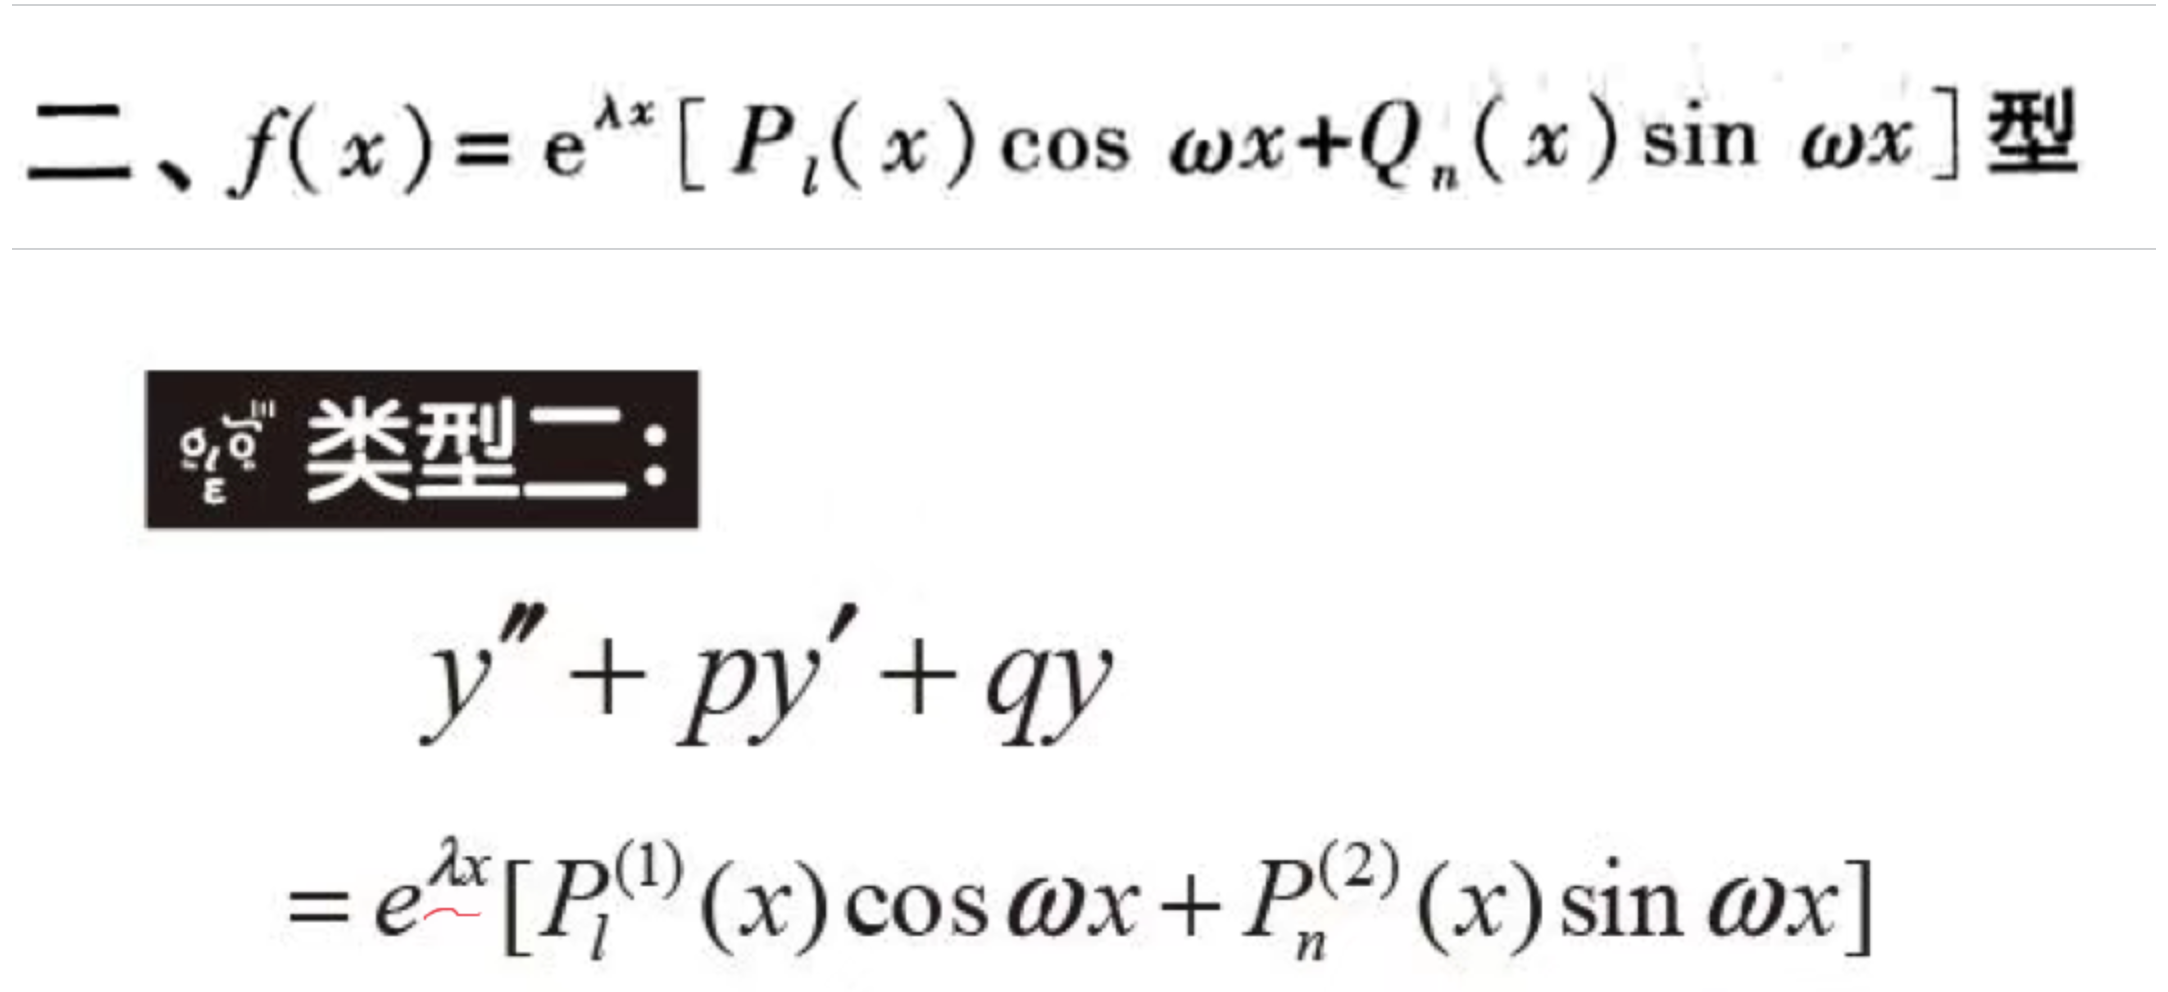 二、f(x)=e^{λx}[P_l(x)cos ωx+Q_n(x)sin ωx]型
类型二:
y″+py′+qy
=e^{λx}[P_l^{(1)}(x)cos ωx+P_n^{(2)}(x)sin ωx]